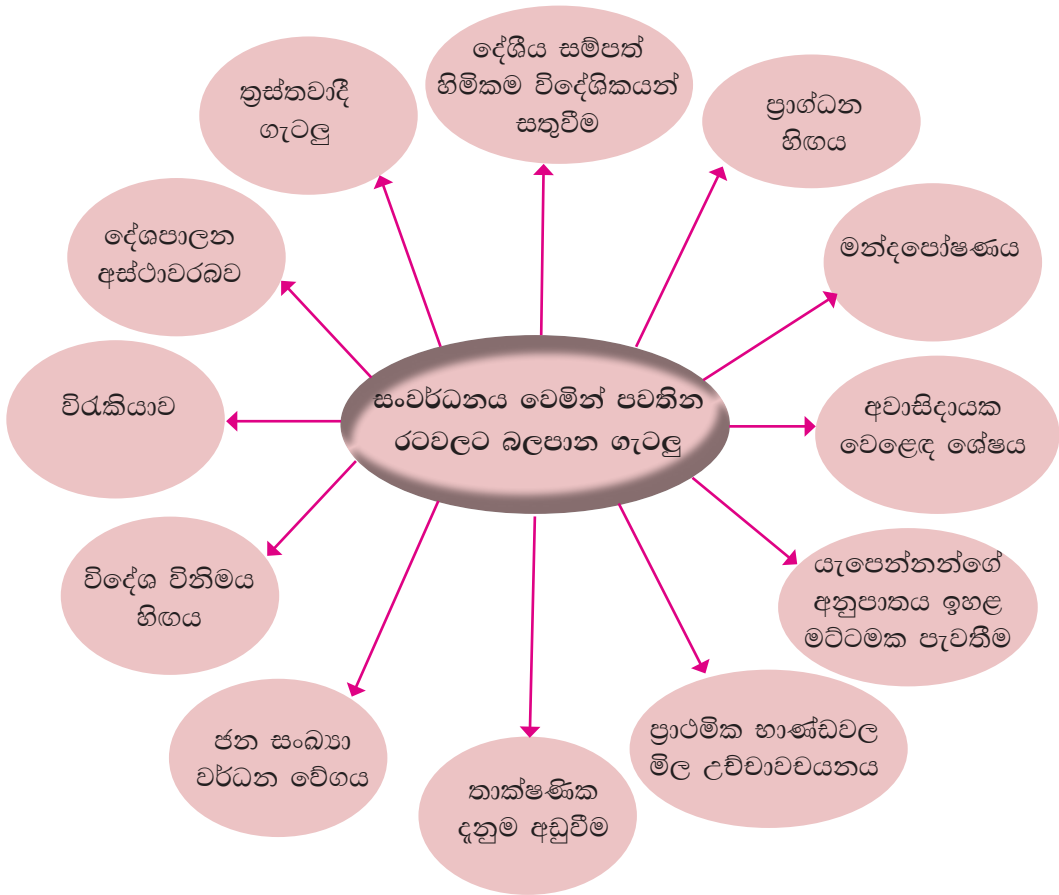 දේශීය සම්පත්
හිමිකම විදේශිකයන්
සතුවීම
ත්‍රස්තවාදී
ගැටලු
ප්‍රාග්ධන
හිඟය
දේශපාලන
අස්ථාවරබව
මන්දපෝෂණය
සංවර්ධනය වෙමින් පවතින
රටවලට බලපාන ගැටලු
විරැකියාව
අවාසිදායක
වෙළෙඳ ශේෂය
විදේශ විනිමය
හිඟය
යැපෙන්නන්ගේ
අනුපාතය ඉහළ
මට්ටමක පැවතීම
ජන සංඛ්‍යා
වර්ධන වේගය
ප්‍රාථමික භාණ්ඩවල
මිල උච්චාවචයනය
තාක්ෂණික
දැනුම අඩුවීම